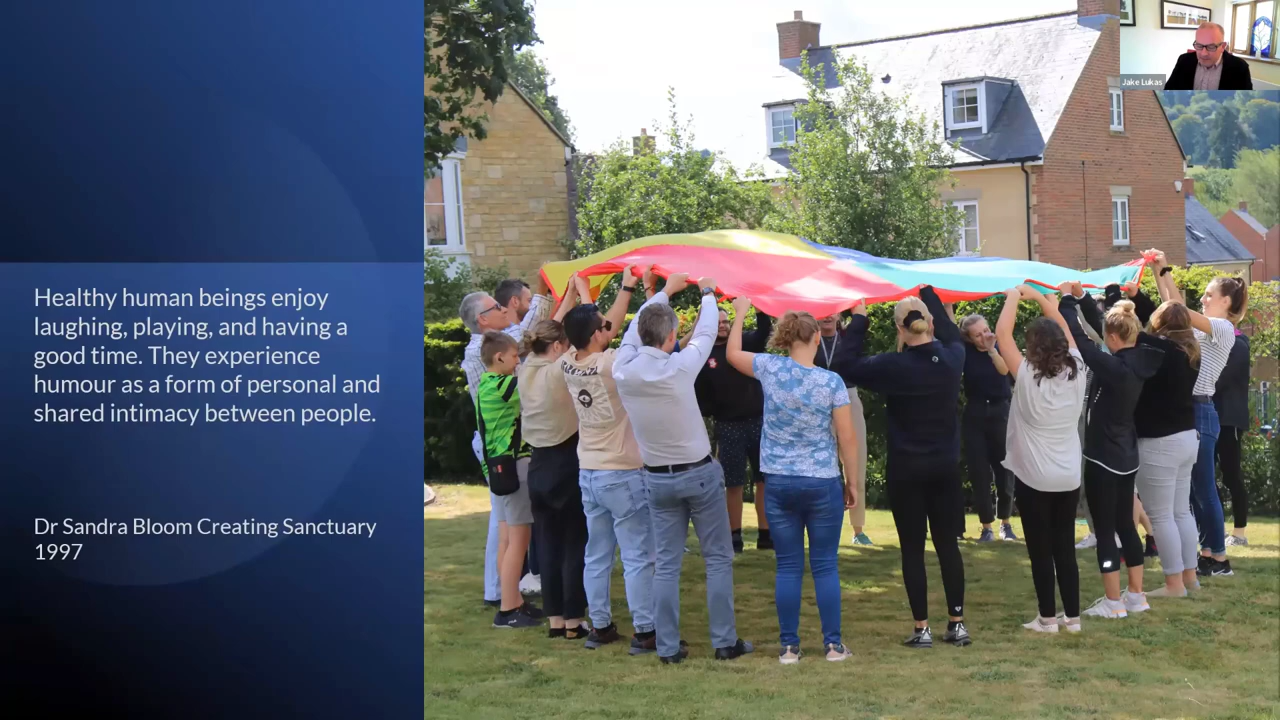 Healthy human beings enjoy
laughing, playing, and having a
good time. They experience
humour as a form of personal and
shared intimacy between people.
Dr Sandra Bloom Creating Sanctuary
1997
Jake Lukas